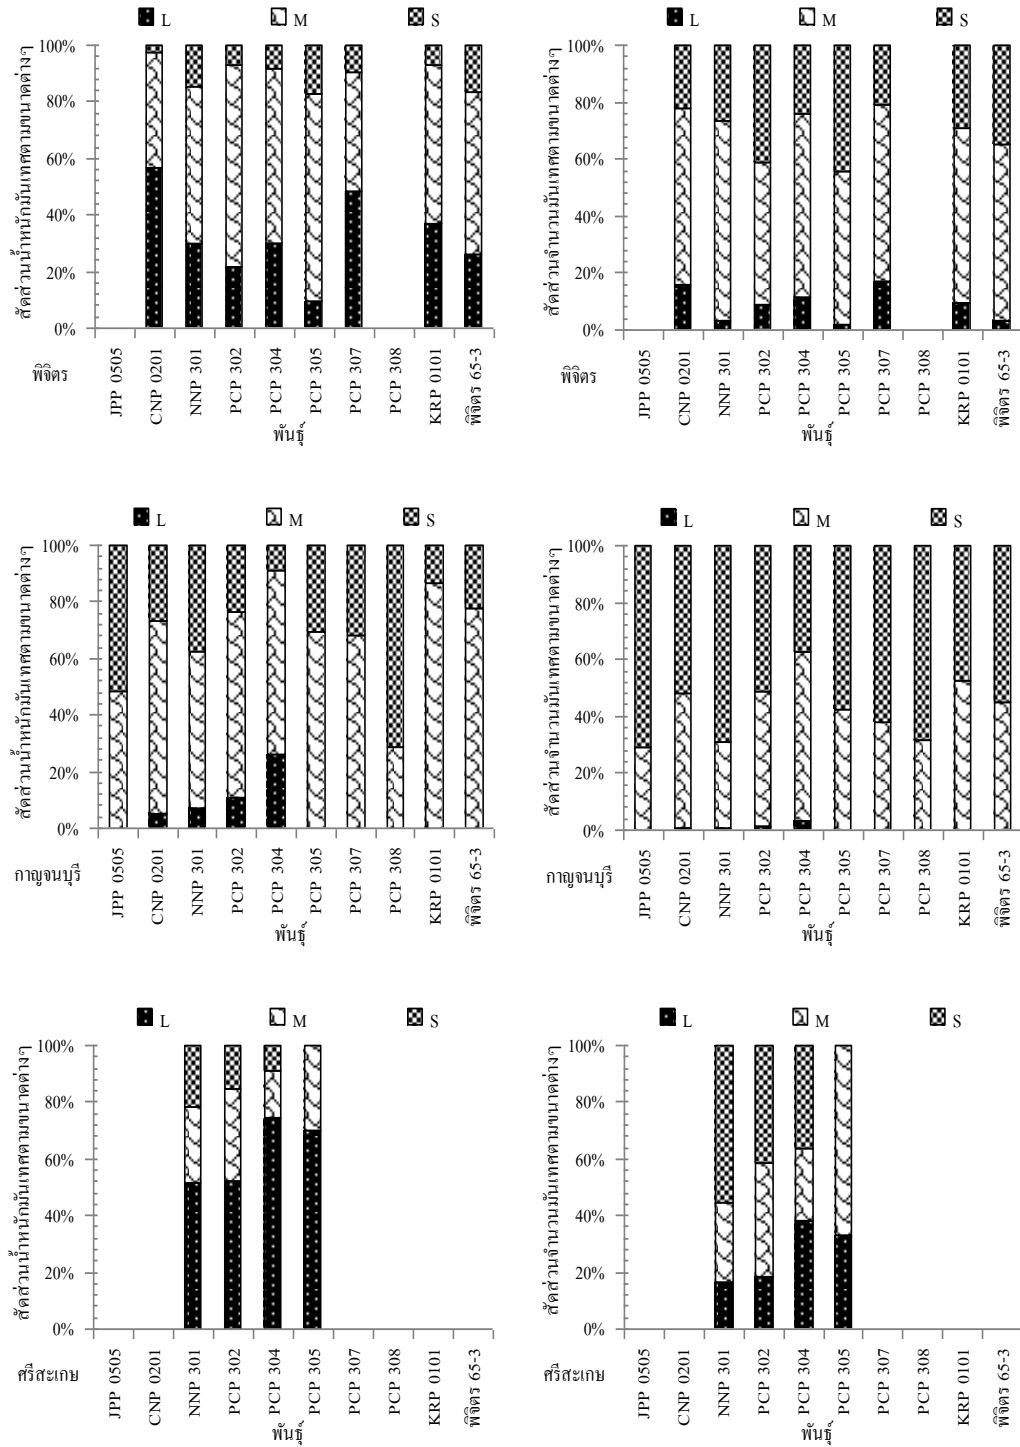 L M S
สัดส่วนน้ำหนักมันเทศตามขนาดต่างๆ
100%
80%
60%
40%
20%
0%
พิจิตร
JPP 0505
CNP 0201
NNP 301
PCP 302
PCP 304
PCP 305
PCP 307
PCP 308
KRP 0101
พิจิตร 65-3
พันธุ์
L M S
สัดส่วนจำนวนมันเทศตามขนาดต่างๆ
100%
80%
60%
40%
20%
0%
พิจิตร
JPP 0505
CNP 0201
NNP 301
PCP 302
PCP 304
PCP 305
PCP 307
PCP 308
KRP 0101
พิจิตร 65-3
พันธุ์
L M S
สัดส่วนน้ำหนักมันเทศตามขนาดต่างๆ
100%
80%
60%
40%
20%
0%
กาญจนบุรี
JPP 0505
CNP 0201
NNP 301
PCP 302
PCP 304
PCP 305
PCP 307
PCP 308
KRP 0101
พิจิตร 65-3
พันธุ์
L M S
สัดส่วนจำนวนมันเทศตามขนาดต่างๆ
100%
80%
60%
40%
20%
0%
กาญจนบุรี
JPP 0505
CNP 0201
NNP 301
PCP 302
PCP 304
PCP 305
PCP 307
PCP 308
KRP 0101
พิจิตร 65-3
พันธุ์
L M S
สัดส่วนน้ำหนักมันเทศตามขนาดต่างๆ
100%
80%
60%
40%
20%
0%
ศรีสะเกษ
JPP 0505
CNP 0201
NNP 301
PCP 302
PCP 304
PCP 305
PCP 307
PCP 308
KRP 0101
พิจิตร 65-3
พันธุ์
L M S
สัดส่วนจำนวนมันเทศตามขนาดต่างๆ
100%
80%
60%
40%
20%
0%
ศรีสะเกษ
JPP 0505
CNP 0201
NNP 301
PCP 302
PCP 304
PCP 305
PCP 307
PCP 308
KRP 0101
พิจิตร 65-3
พันธุ์